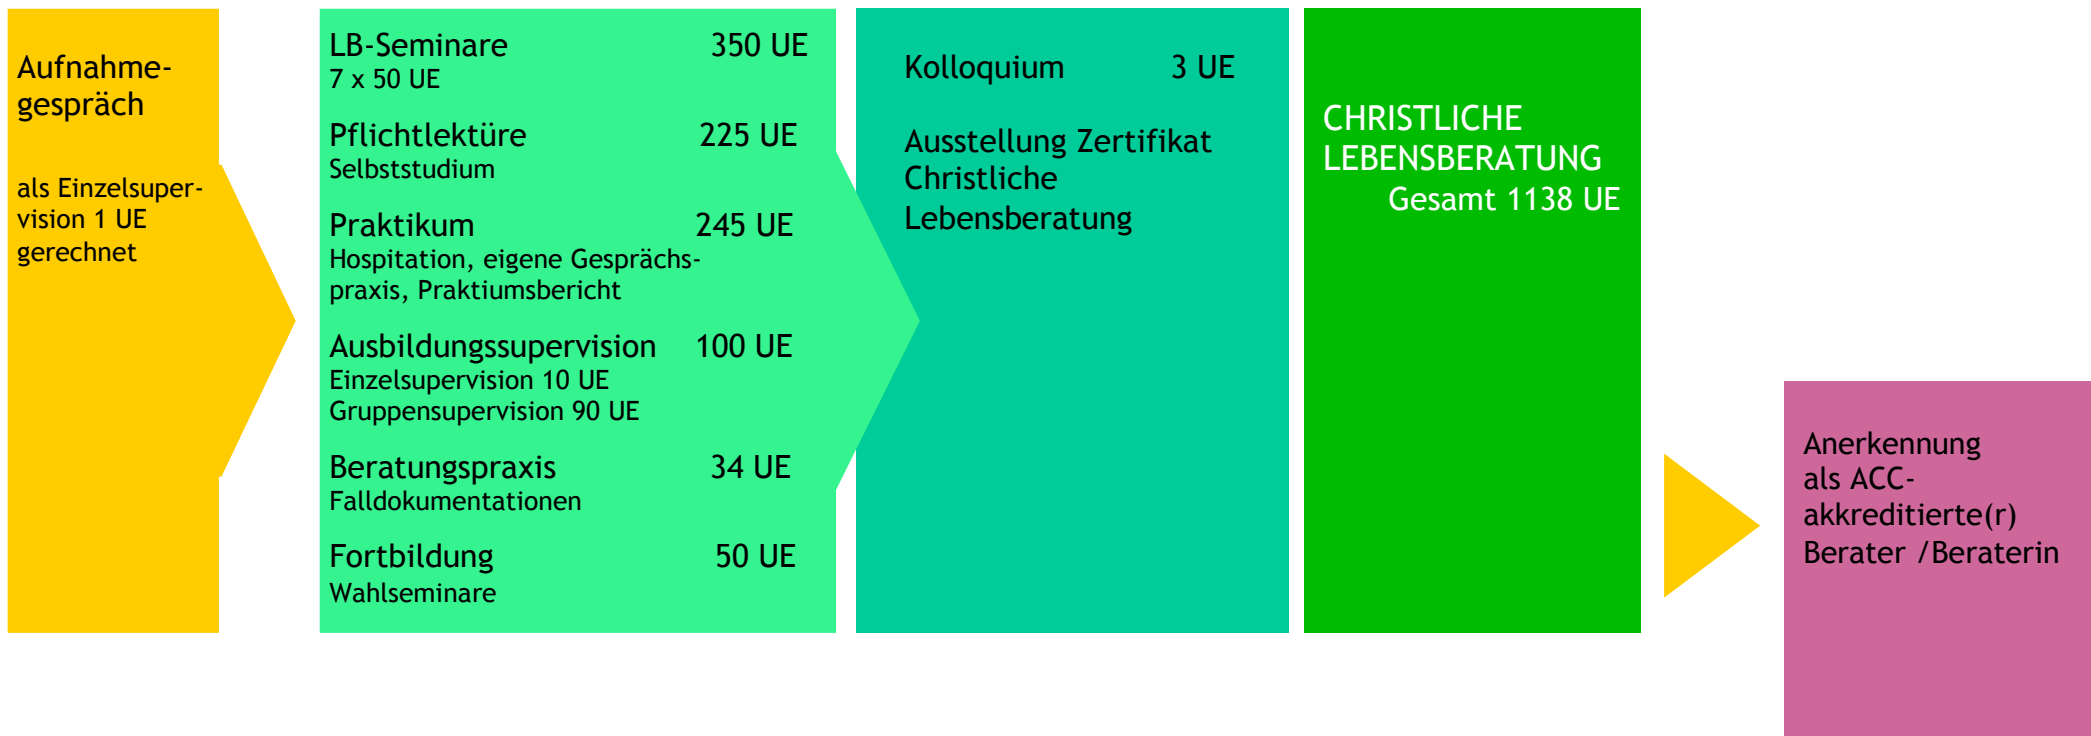 Aufnahme-
gespräch
als Einzelsuper-
vision 1 UE
gerechnet
LB-Seminare 350 UE
7 x 50 UE
Pflichtlektüre 225 UE
Selbststudium
Praktikum 245 UE
Hospitation, eigene Gesprächs-
praxis, Praktiumsbericht
Ausbildungssupervision 100 UE
Einzelsupervision 10 UE
Gruppensupervision 90 UE
Beratungspraxis 34 UE
Falldokumentationen
Fortbildung 50 UE
Wahlseminare
Kolloquium 3 UE
Ausstellung Zertifikat
Christliche
Lebensberatung
CHRISTLICHE
LEBENSBERATUNG
Gesamt 1138 UE
Anerkennung
als ACC-
akkreditierte(r)
Berater /Beraterin